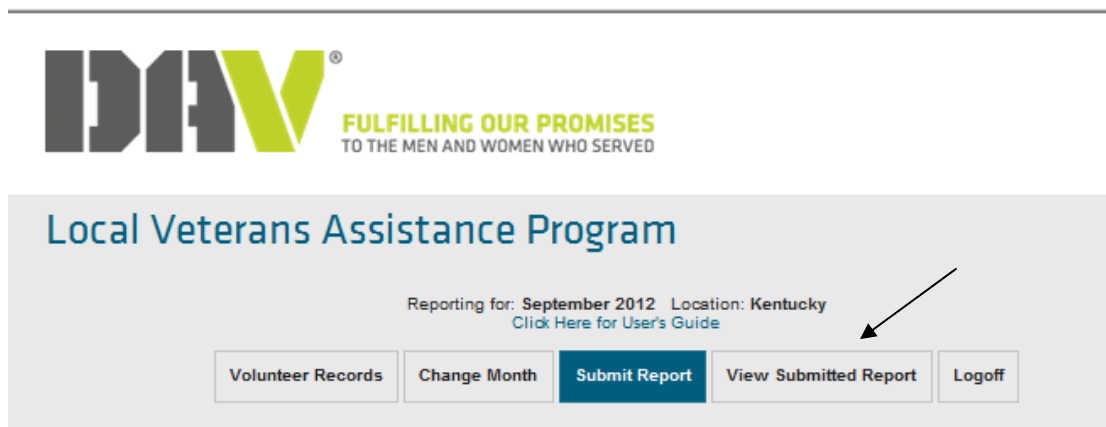 DAV®
FULFILLING OUR PROMISES
TO THE MEN AND WOMEN WHO SERVED
Local Veterans Assistance Program
Reporting for: September 2012 Location: Kentucky
Click Here for User's Guide
Volunteer Records Change Month Submit Report View Submitted Report Logoff